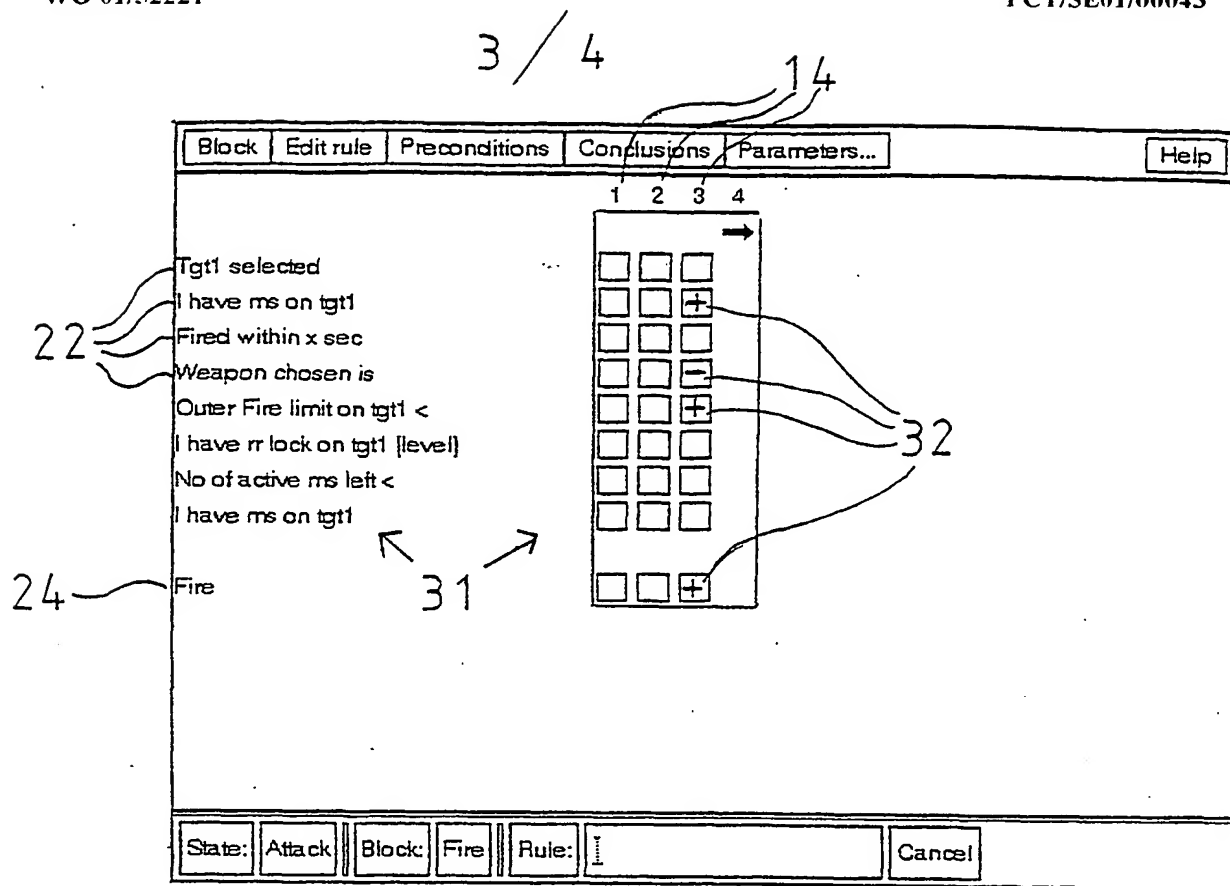 3 / 4
14
Block Edit rule Preconditions Conclusions Parameters... Help
1 2 3 4
Tgt1 selected
I have ms on tgt1 +
22
Fired within x sec
Weapon chosen is −
Outer Fire limit on tgt1 < +
32
I have rr lock on tgt1 [level]
No of active ms left <
I have ms on tgt1
31
24
Fire +
State: Attack Block: Fire Rule: Cancel